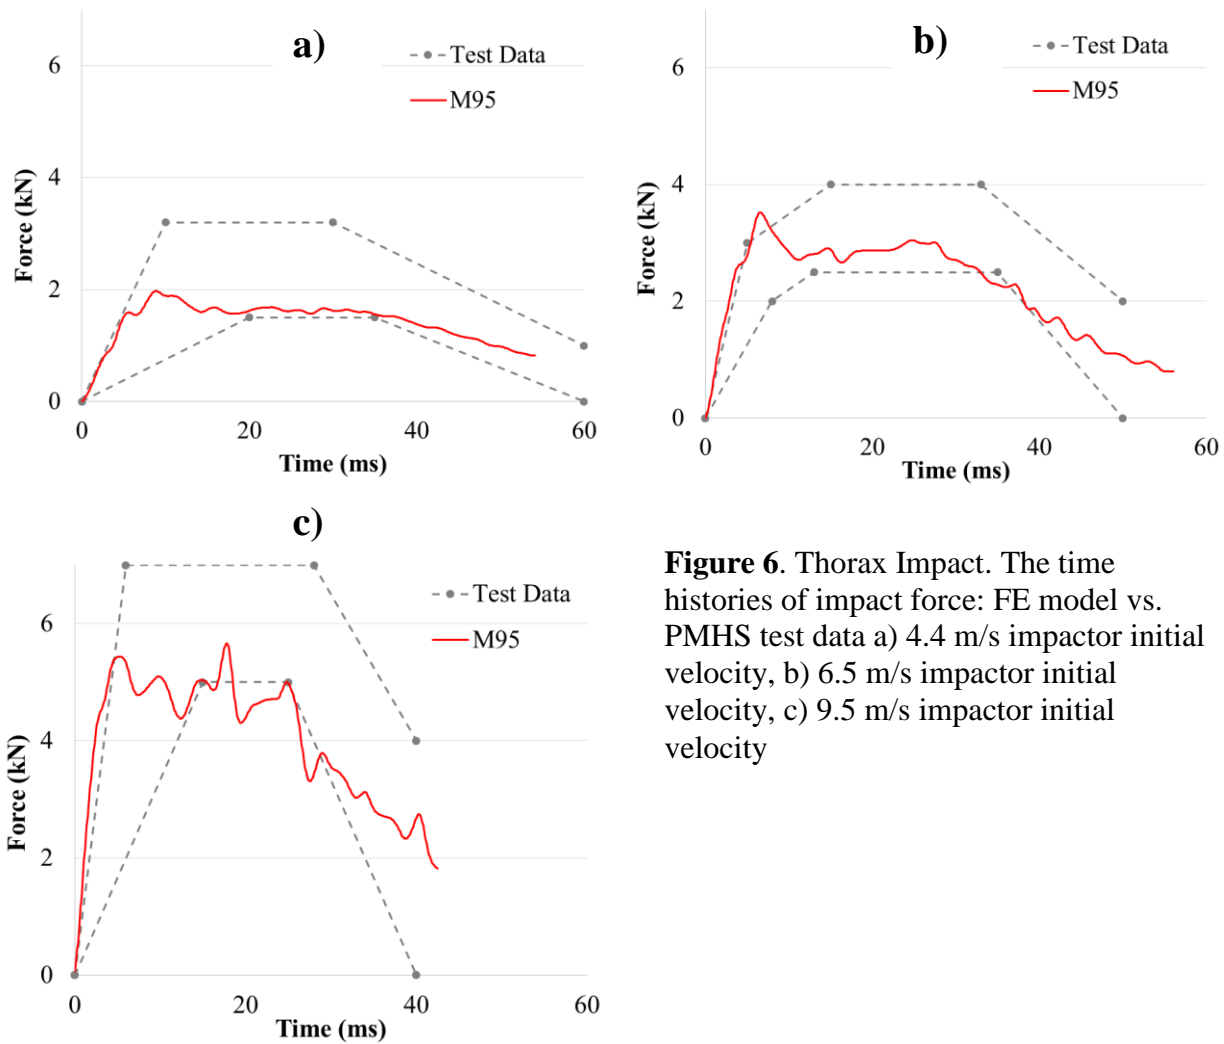 a)
Test Data
M95
6
4
2
0
Force (kN)
0
20
40
60
Time (ms)
b)
Test Data
M95
6
4
2
0
Force (kN)
0
20
40
60
Time (ms)
c)
Test Data
M95
6
4
2
0
Force (kN)
0
20
40
60
Time (ms)
Figure 6. Thorax Impact. The time
histories of impact force: FE model vs.
PMHS test data a) 4.4 m/s impactor initial
velocity, b) 6.5 m/s impactor initial
velocity, c) 9.5 m/s impactor initial
velocity